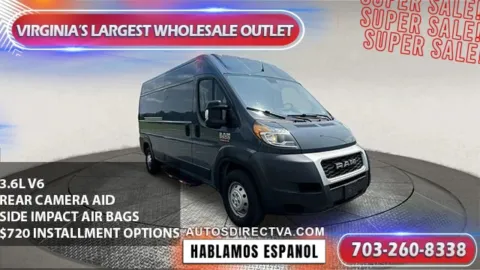 VIRGINIA'S LARGEST WHOLESALE OUTLET
SUPER SALE!
SUPER SALE!
SUPER SALE!
RAM
3.6L V6
REAR CAMERA AID
SIDE IMPACT AIR BAGS
$720 INSTALLMENT OPTIONS
AUTOSDIRECTVA.COM
HABLAMOS ESPANOL
703-260-8338